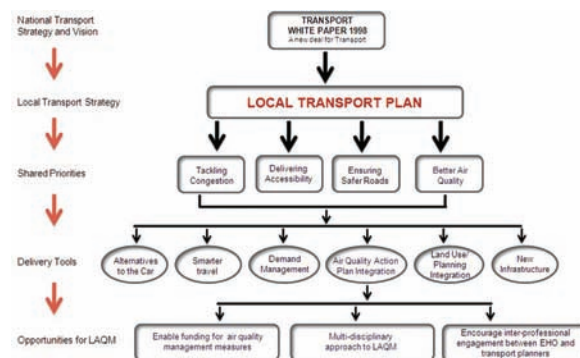 National Transport
Strategy and Vision
TRANSPORT
WHITE PAPER 1998
A new deal for Transport
Local Transport Strategy
LOCAL TRANSPORT PLAN
Shared Priorities
Tackling
Congestion
Delivering
Accessibility
Ensuring
Safer Roads
Better Air
Quality
Delivery Tools
Alternatives
to the Car
Smarter
travel
Demand
Management
Air Quality Action
Plan Integration
Land Use/
Planning
Integration
New
Infrastructure
Opportunities for LAQM
Enable funding for air quality
management measures
Multi-disciplinary
approach to LAQM
Encourage inter-professional
engagement between EHO and
transport planners